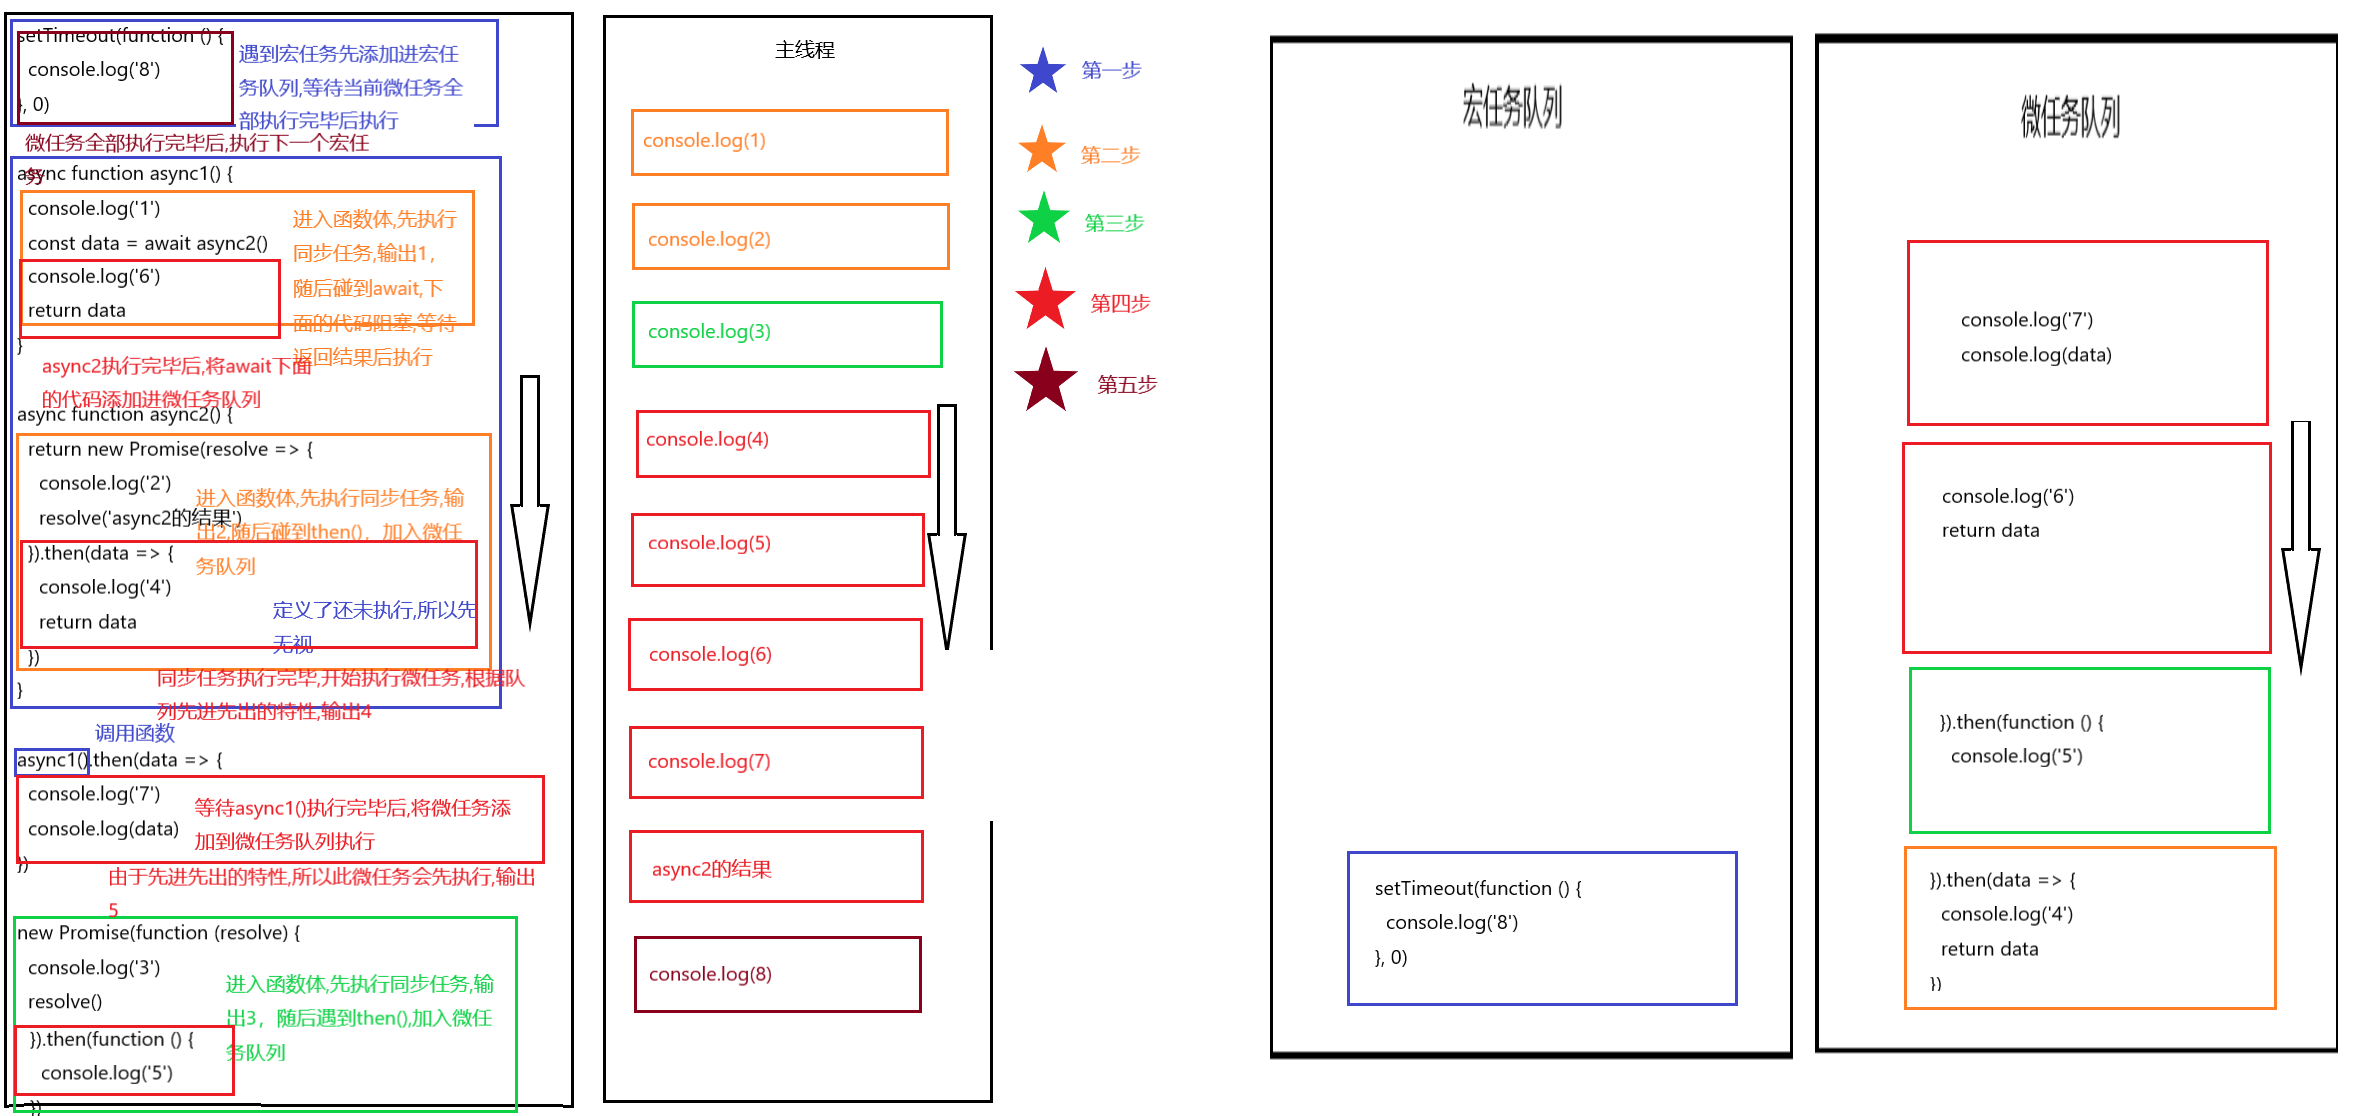 setTimeout(function () {
console.log('8')
}, 0)
遇到宏任务先添加进宏任
务队列,等待当前微任务全
部执行完毕后执行
微任务全部执行完毕后,执行下一个宏任
务
async function async1() {
console.log('1')
const data = await async2()
console.log('6')
return data
}
进入函数体,先执行
同步任务,输出1，
随后碰到await,下
面的代码阻塞,等待
返回结果后执行
async2执行完毕后,将await下面
的代码添加进微任务队列
async function async2() {
return new Promise(resolve => {
console.log('2')
resolve('async2的结果')
}).then(data => {
console.log('4')
return data
})
}
进入函数体,先执行同步任务,输
出2,随后碰到then()，加入微任
务队列
定义了还未执行,所以先
无视
同步任务执行完毕,开始执行微任务,根据队
列先进先出的特性,输出4
调用函数
async1().then(data => {
console.log('7')
console.log(data)
})
等待async1()执行完毕后,将微任务添
加到微任务队列执行
由于先进先出的特性,所以此微任务会先执行,输出
5
new Promise(function (resolve) {
console.log('3')
resolve()
}).then(function () {
console.log('5')
})
进入函数体,先执行同步任务,输
出3，随后遇到then(),加入微任
务队列
主线程
console.log(1)
console.log(2)
console.log(3)
console.log(4)
console.log(5)
console.log(6)
console.log(7)
async2的结果
console.log(8)
第一步
第二步
第三步
第四步
第五步
宏任务队列
setTimeout(function () {
console.log('8')
}, 0)
微任务队列
console.log('7')
console.log(data)
console.log('6')
return data
}).then(function () {
console.log('5')
}).then(data => {
console.log('4')
return data
})